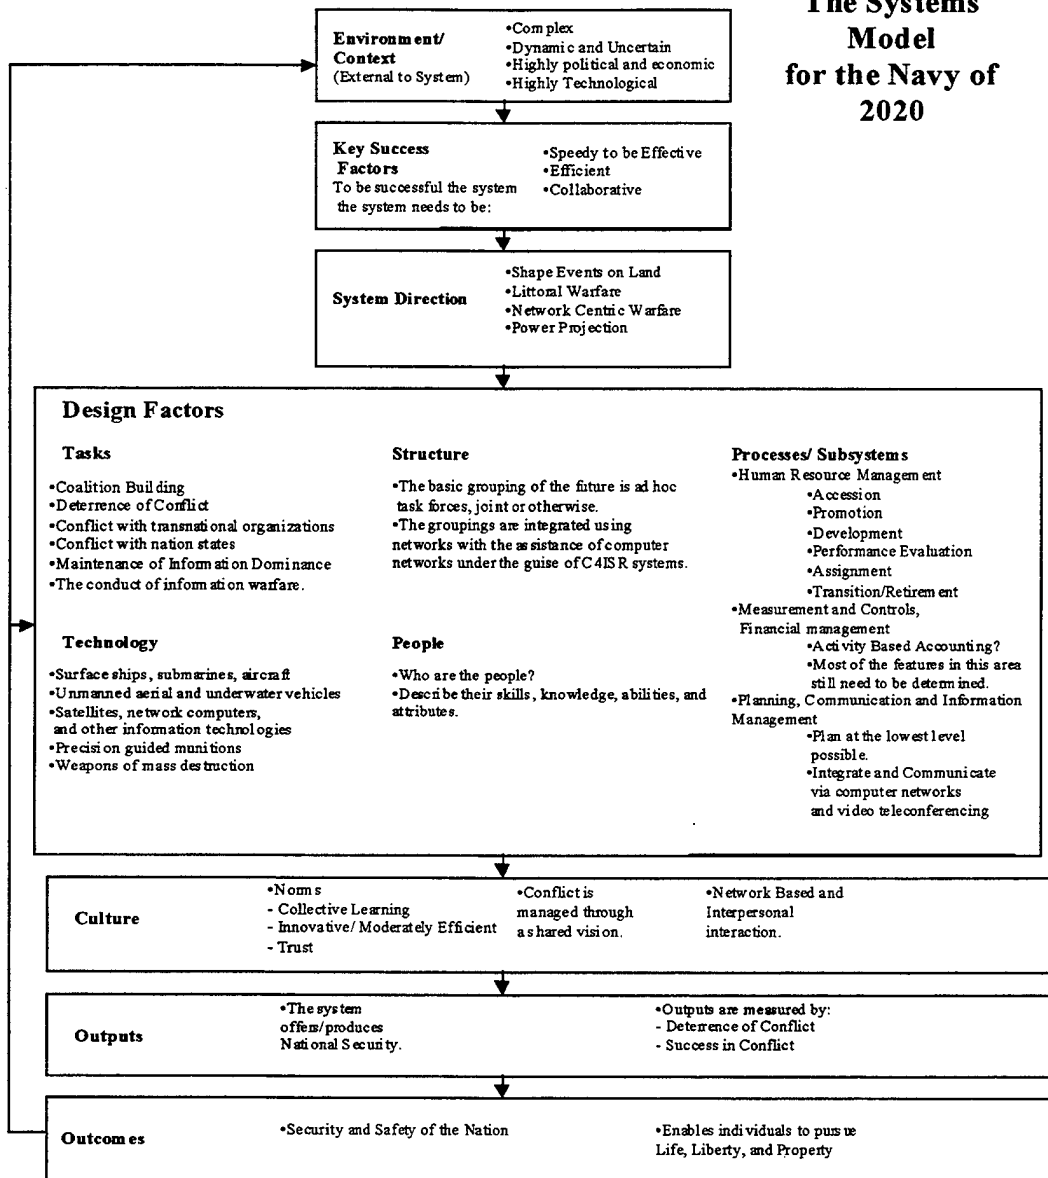 The Systems
Model
for the Navy of
2020
Environment/
Context
(External to System)
•Complex
•Dynamic and Uncertain
•Highly political and economic
•Highly Technological
Key Success
Factors
To be successful the system
the system needs to be:
•Speedy to be Effective
•Efficient
•Collaborative
System Direction
•Shape Events on Land
•Littoral Warfare
•Network Centric Warfare
•Power Projection
Design Factors
Tasks
•Coalition Building
•Deterrence of Conflict
•Conflict with transnational organizations
•Conflict with nation states
•Maintenance of Information Dominance
•The conduct of information warfare.
Structure
•The basic grouping of the future is ad hoc
task forces, joint or otherwise.
•The groupings are integrated using
networks with the assistance of computer
networks under the guise of C4ISR systems.
Processes/ Subsystems
•Human Resource Management
•Accession
•Promotion
•Development
•Performance Evaluation
•Assignment
•Transition/Retirement
•Measurement and Controls,
Financial management
•Activity Based Accounting?
•Most of the features in this area
still need to be determined.
•Planning, Communication and Information
Management
•Plan at the lowest level
possible.
•Integrate and Communicate
via computer networks
and video teleconferencing
Technology
•Surface ships, submarines, aircraft
•Unmanned aerial and underwater vehicles
•Satellites, network computers,
and other information technologies
•Precision guided munitions
•Weapons of mass destruction
People
•Who are the people?
•Describe their skills, knowledge, abilities, and
attributes.
Culture
•Norms
- Collective Learning
- Innovative/ Moderately Efficient
- Trust
•Conflict is
managed through
a shared vision.
•Network Based and
Interpersonal
interaction.
Outputs
•The system
offers/produces
National Security.
•Outputs are measured by:
- Deterrence of Conflict
- Success in Conflict
Outcomes
•Security and Safety of the Nation
•Enables individuals to pursue
Life, Liberty, and Property